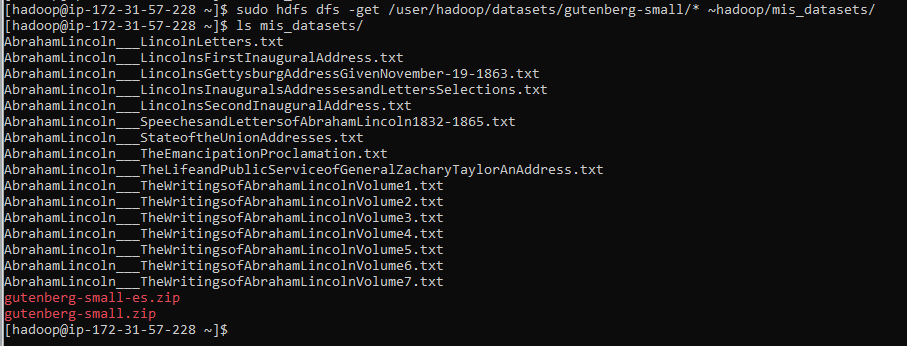 [hadoop@ip-172-31-57-228 ~]$ sudo hdfs dfs -get /user/hadoop/datasets/gutenberg-small/* ~hadoop/mis_datasets/
[hadoop@ip-172-31-57-228 ~]$ ls mis_datasets/
AbrahamLincoln___LincolnLetters.txt
AbrahamLincoln___LincolnsFirstInauguralAddress.txt
AbrahamLincoln___LincolnsGettysburgAddressGivenNovember-19-1863.txt
AbrahamLincoln___LincolnsInauguralsAddressesandLettersSelections.txt
AbrahamLincoln___LincolnsSecondInauguralAddress.txt
AbrahamLincoln___SpeechesandLettersofAbrahamLincoln1832-1865.txt
AbrahamLincoln___StateoftheUnionAddresses.txt
AbrahamLincoln___TheEmancipationProclamation.txt
AbrahamLincoln___TheLifeandPublicServiceofGeneralZacharyTaylorAnAddress.txt
AbrahamLincoln___TheWritingsofAbrahamLincolnVolume1.txt
AbrahamLincoln___TheWritingsofAbrahamLincolnVolume2.txt
AbrahamLincoln___TheWritingsofAbrahamLincolnVolume3.txt
AbrahamLincoln___TheWritingsofAbrahamLincolnVolume4.txt
AbrahamLincoln___TheWritingsofAbrahamLincolnVolume5.txt
AbrahamLincoln___TheWritingsofAbrahamLincolnVolume6.txt
AbrahamLincoln___TheWritingsofAbrahamLincolnVolume7.txt
gutenberg-small-es.zip
gutenberg-small.zip
[hadoop@ip-172-31-57-228 ~]$